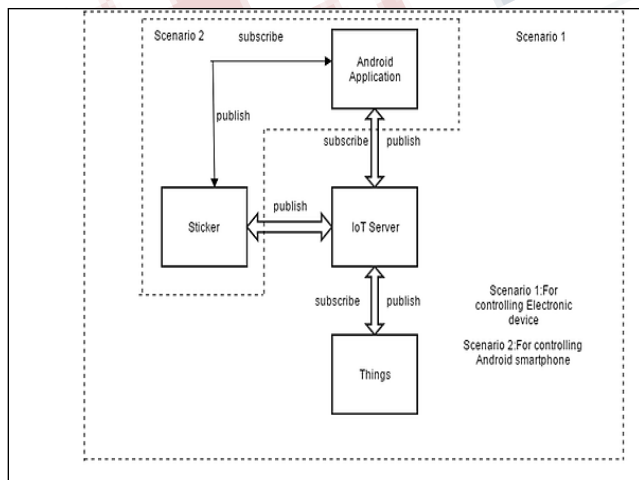 Scenario 2
subscribe
Scenario 1
Android
Application
publish
subscribe
publish
Sticker
publish
IoT Server
subscribe
publish
Scenario 1:For
controlling Electronic
device
Scenario 2:For controlling
Android smartphone
Things